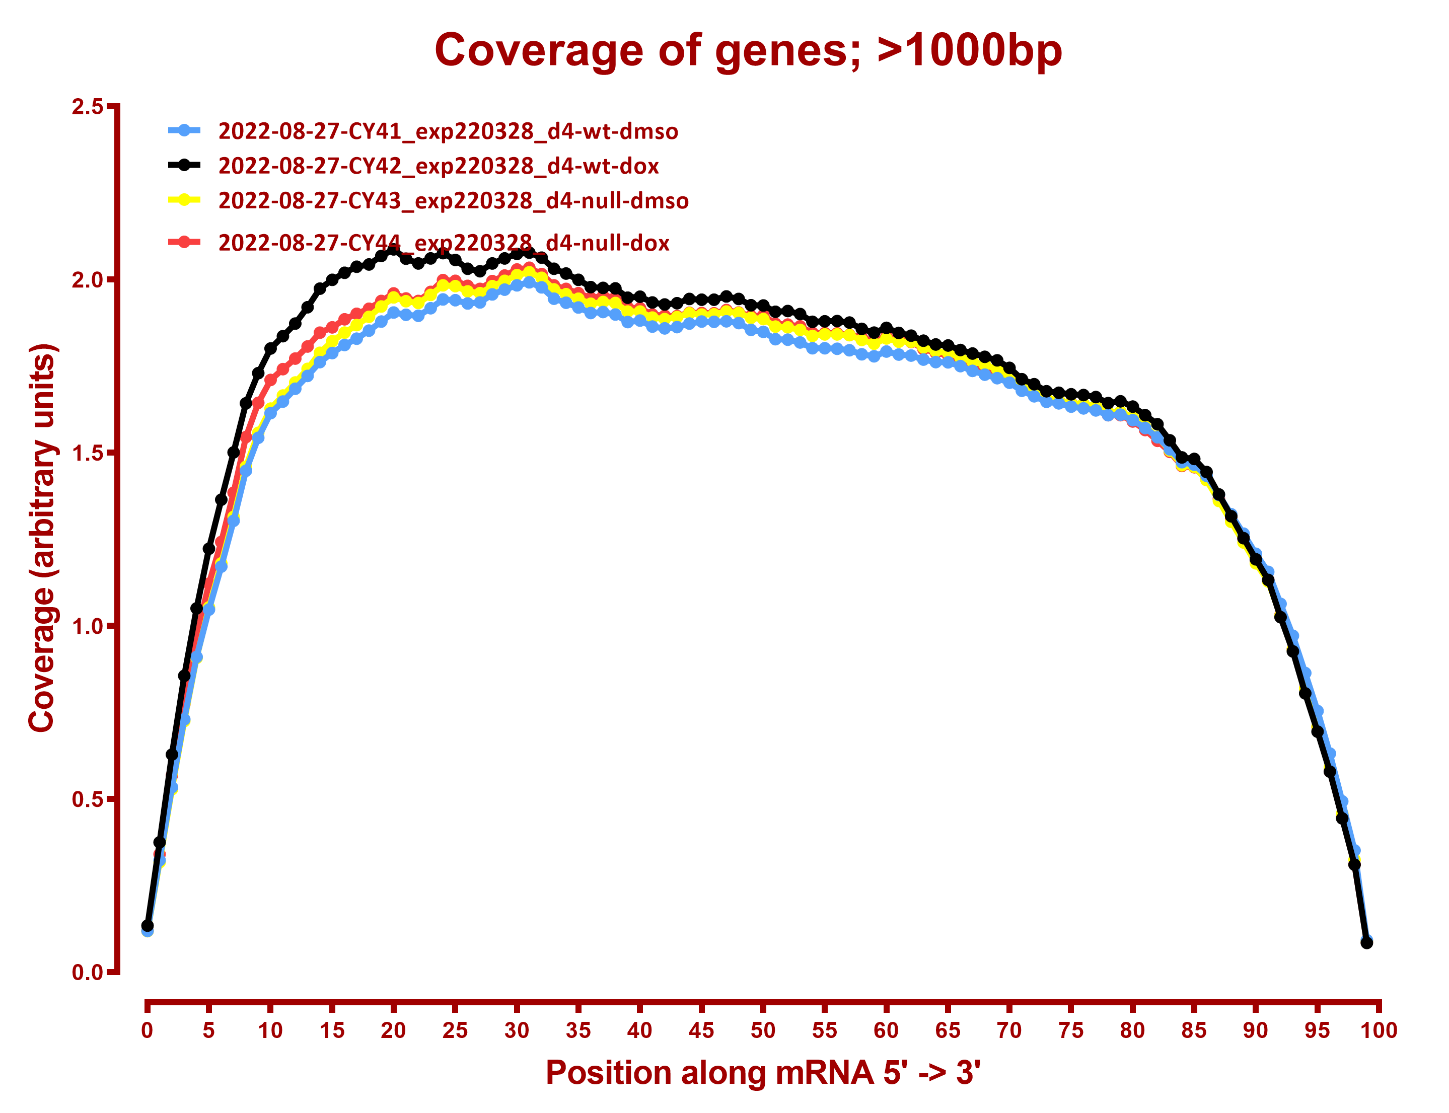 Coverage of genes; >1000bp
2.5
2022-08-27-CY41_exp220328_d4-wt-dmso
2022-08-27-CY42_exp220328_d4-wt-dox
2022-08-27-CY43_exp220328_d4-null-dmso
2022-08-27-CY44_exp220328_d4-null-dox
2.0
1.5
1.0
0.5
0.0
Coverage (arbitrary units)
0 5 10 15 20 25 30 35 40 45 50 55 60 65 70 75 80 85 90 95 100
Position along mRNA 5' -> 3'